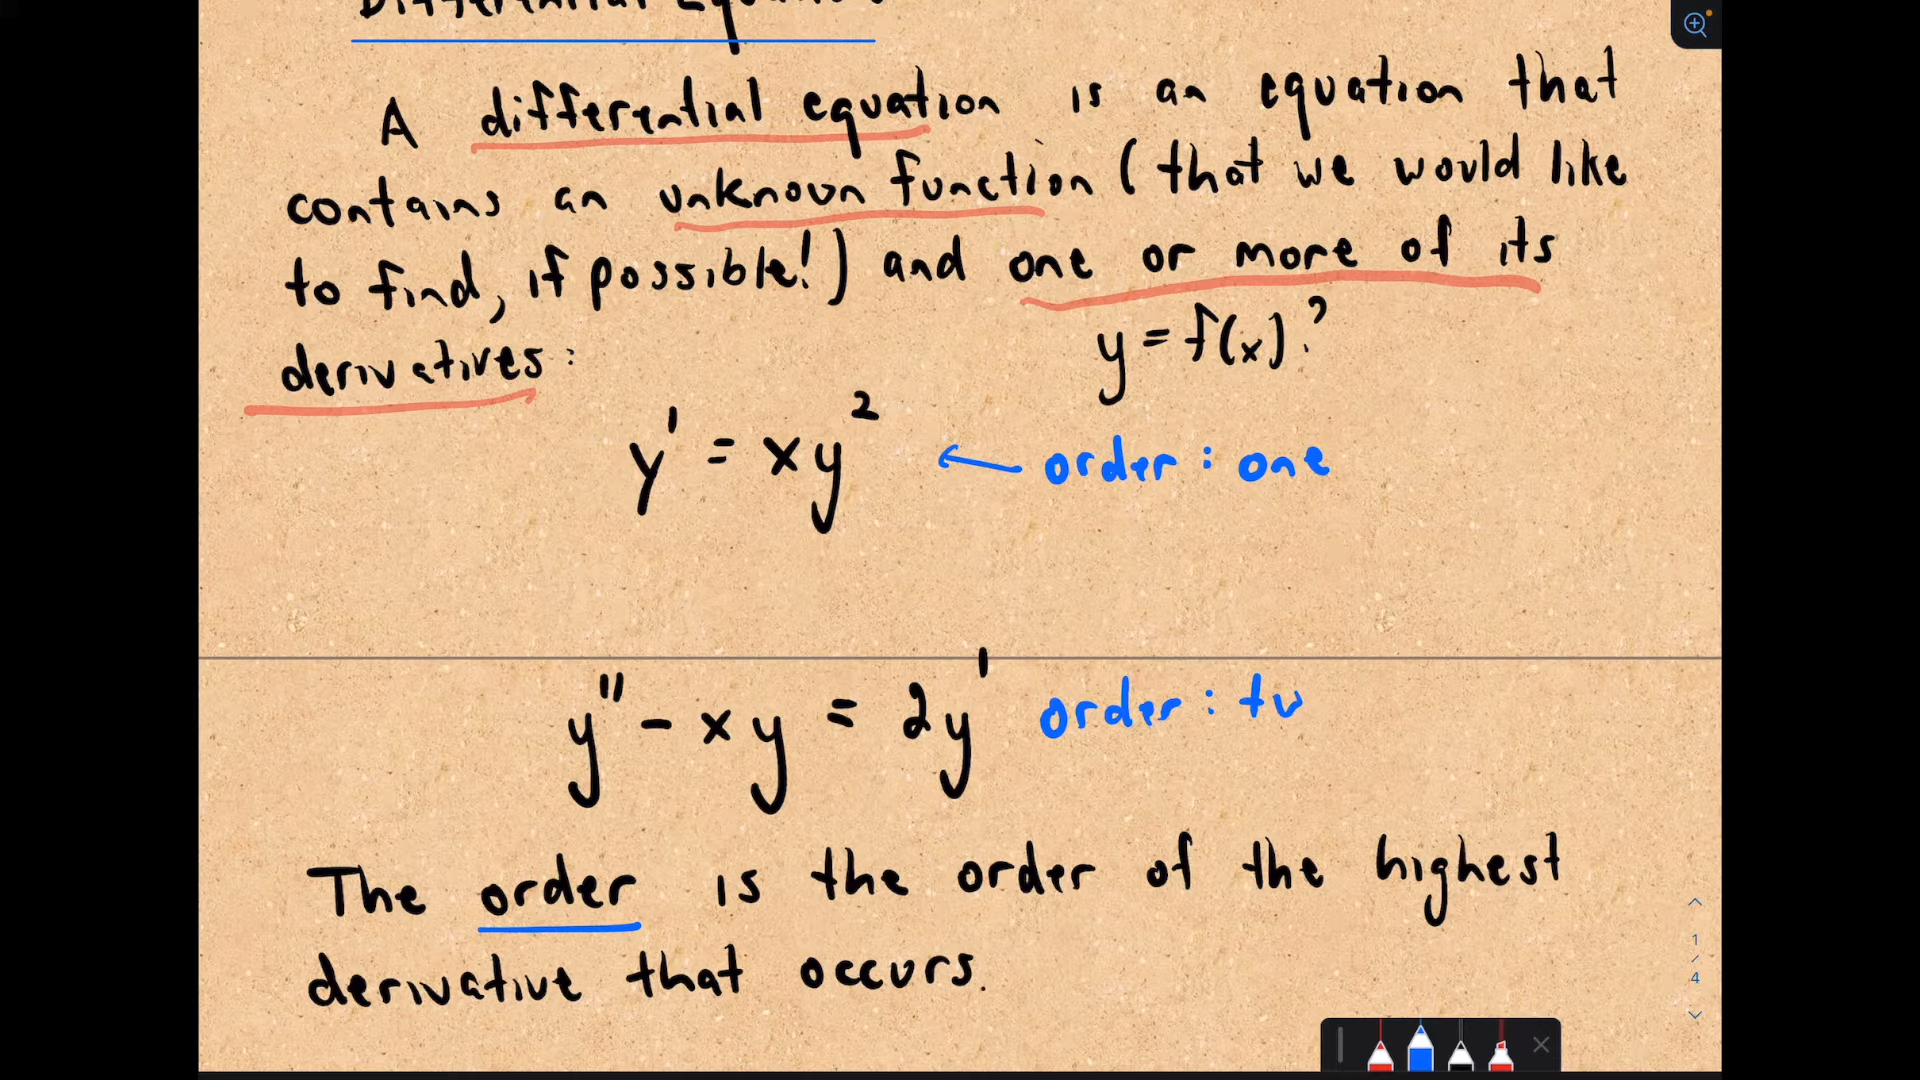 Differential Equation
A differential equation is an equation that
contains an unknown function (that we would like
to find, if possible!) and one or more of its
derivatives:
y = f(x)?
y' = xy² ← order: one
y'' - xy = 2y' order: tw
The order is the order of the highest
derivative that occurs.
1
/
4